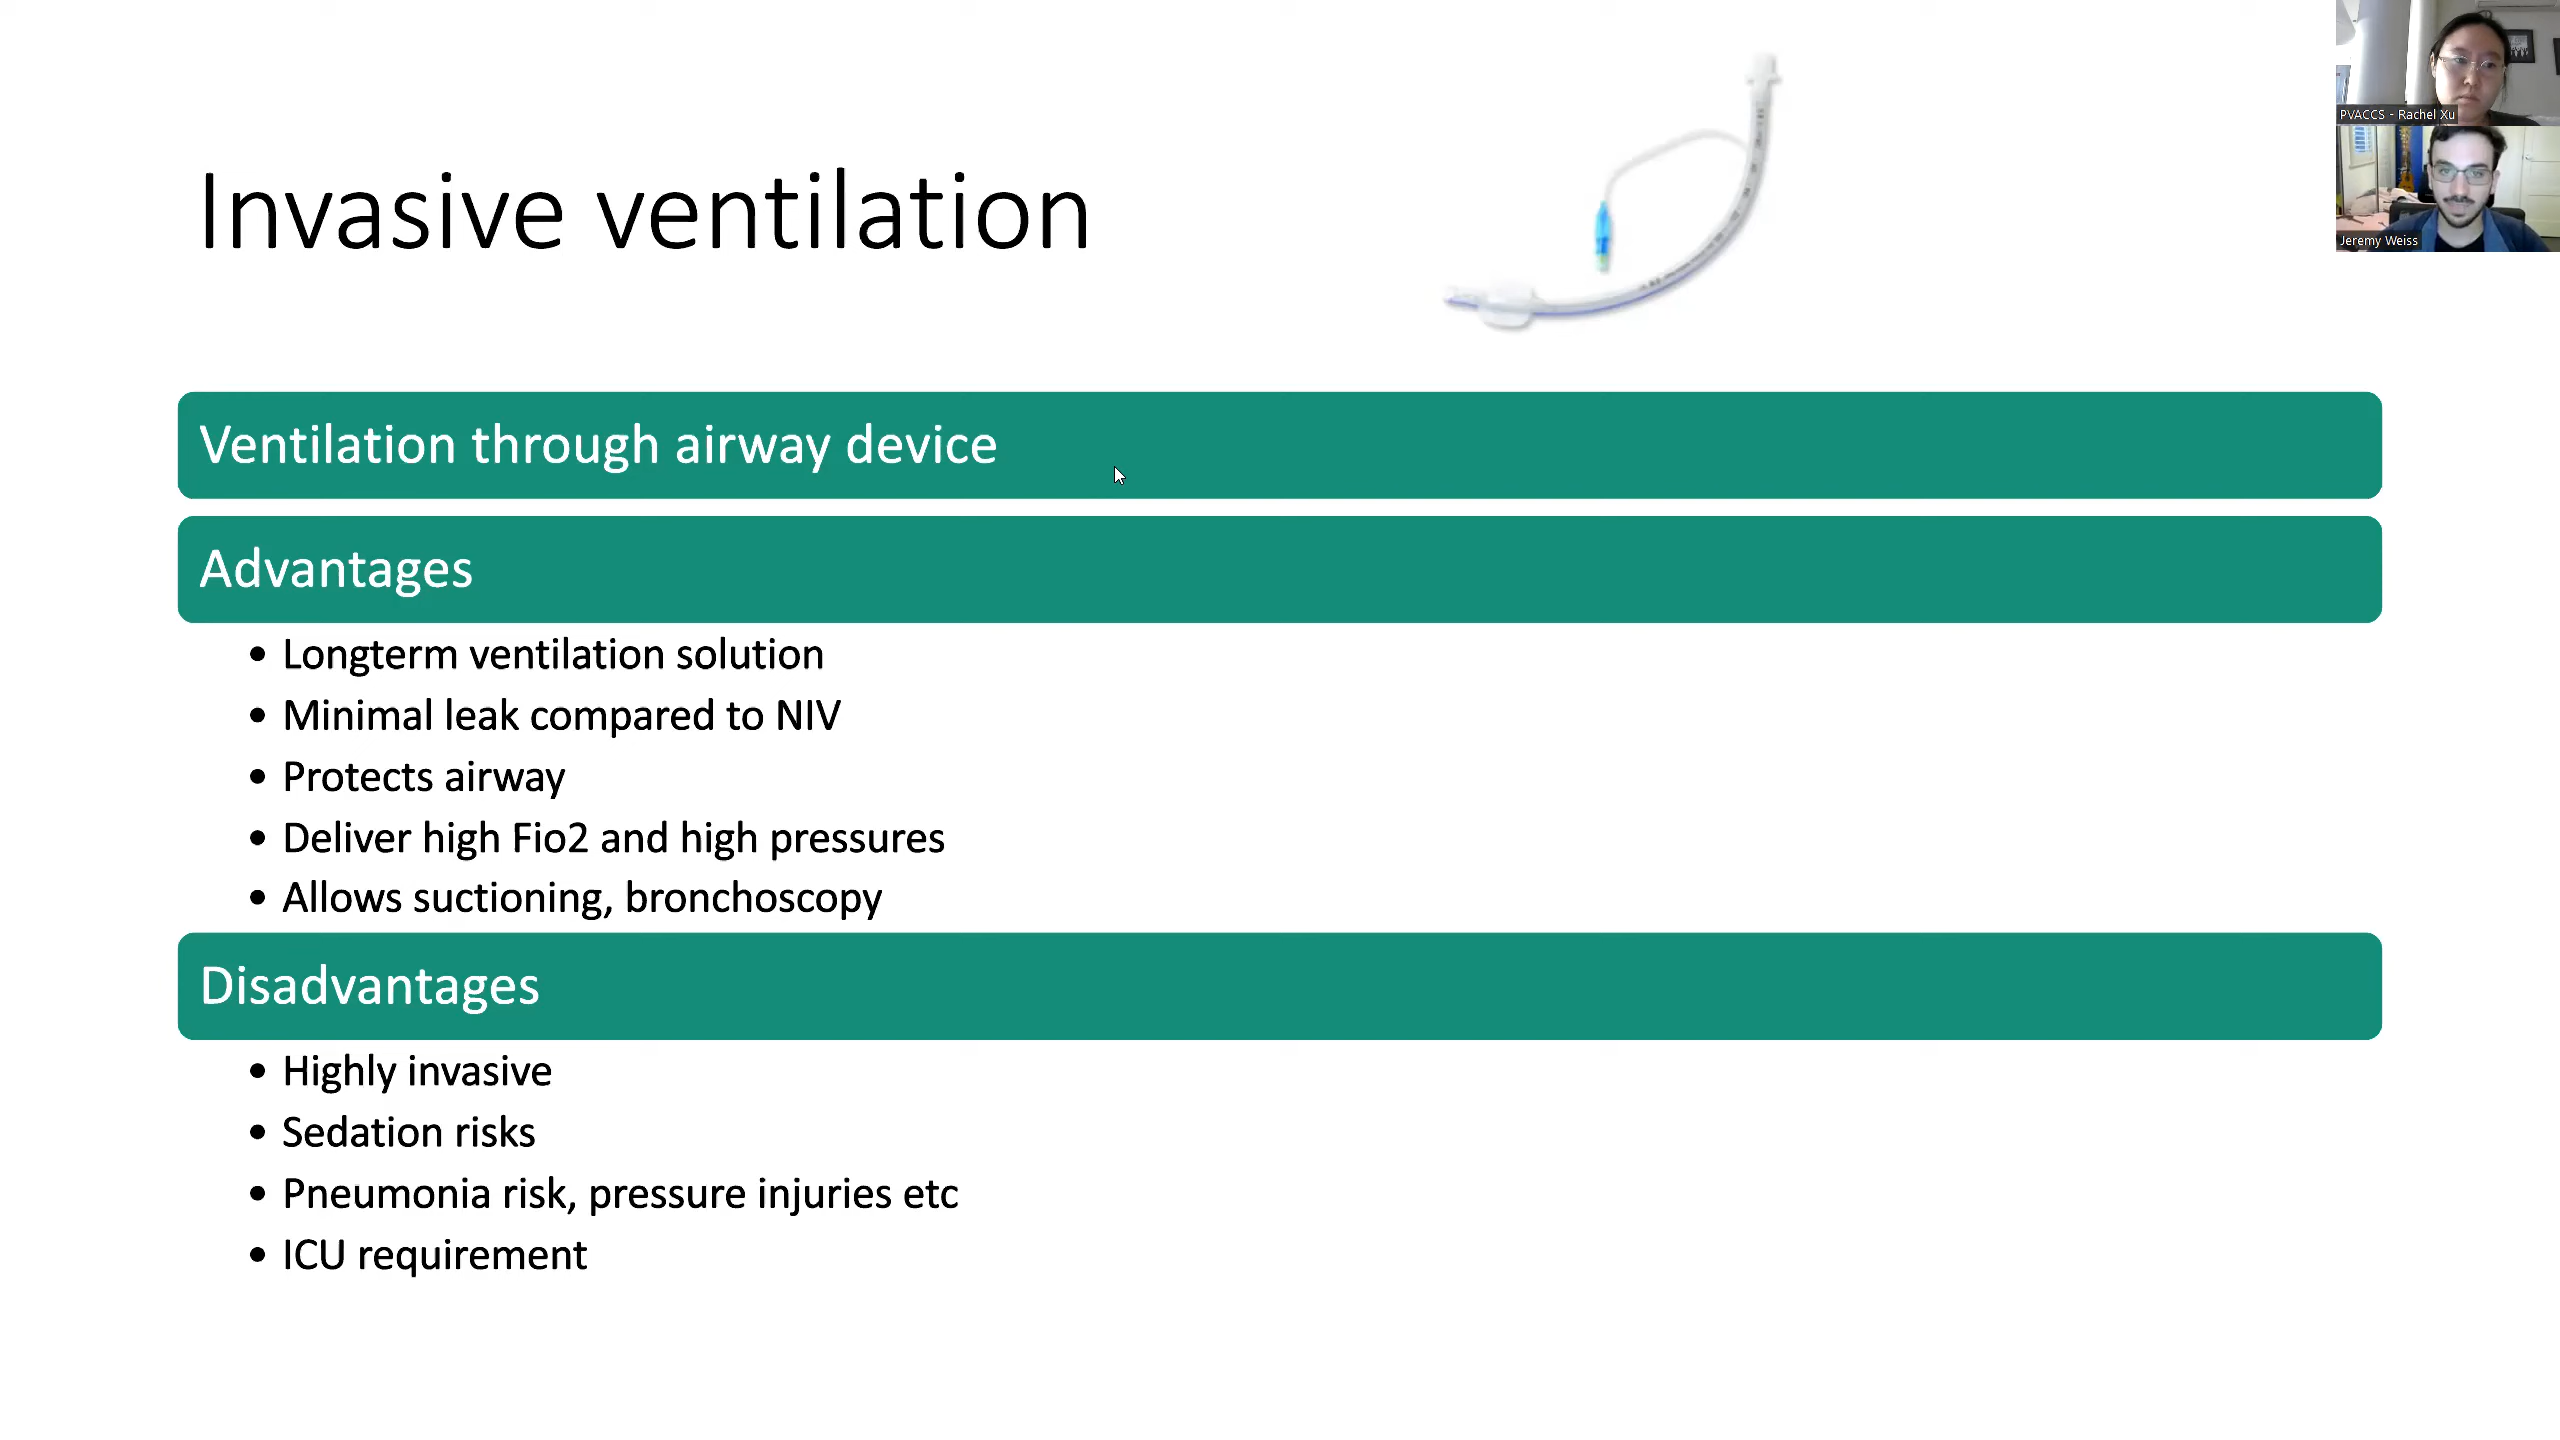 Invasive ventilation
PVACCS - Rachel Xu
Jeremy Weiss
Ventilation through airway device
Advantages
• Longterm ventilation solution
• Minimal leak compared to NIV
• Protects airway
• Deliver high Fio2 and high pressures
• Allows suctioning, bronchoscopy
Disadvantages
• Highly invasive
• Sedation risks
• Pneumonia risk, pressure injuries etc
• ICU requirement